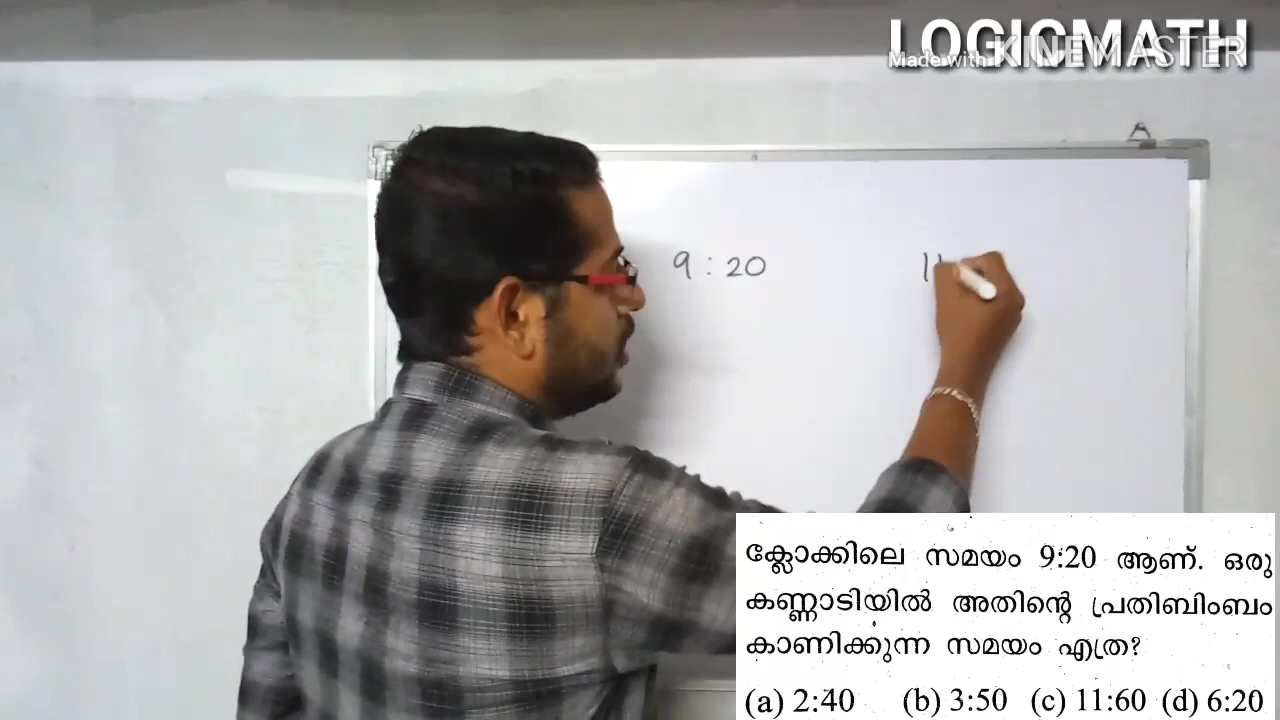 LOGICMATH
Made with KINEMASTER
9 : 20 11
ക്ലോക്കിലെ സമയം 9:20 ആണ്. ഒരു
കണ്ണാടിയിൽ അതിന്റെ പ്രതിബിംബം
കാണിക്കുന്ന സമയം എത്ര?
(a) 2:40 (b) 3:50 (c) 11:60 (d) 6:20